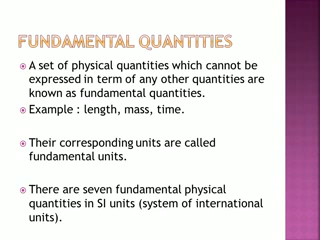 FUNDAMENTAL QUANTITIES
A set of physical quantities which cannot be
expressed in term of any other quantities are
known as fundamental quantities.
Example : length, mass, time.
Their corresponding units are called
fundamental units.
There are seven fundamental physical
quantities in SI units (system of international
units).